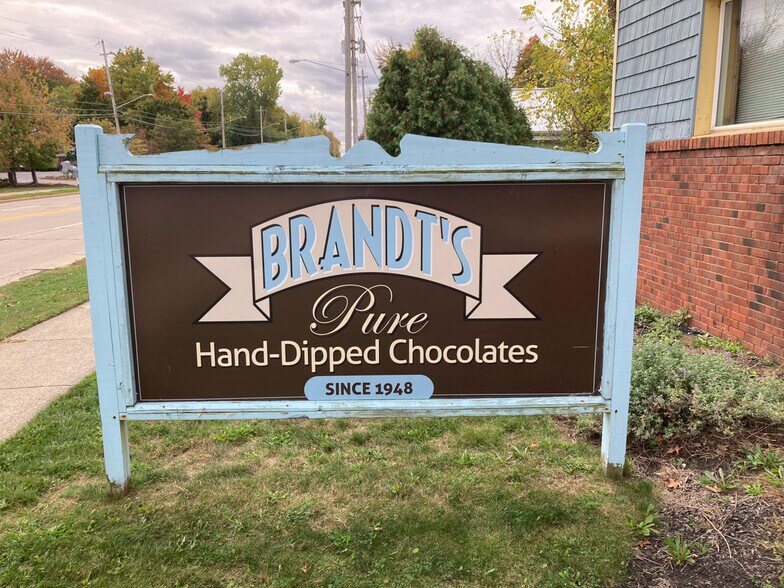 BRANDT'S
Pure
Hand-Dipped Chocolates
SINCE 1948